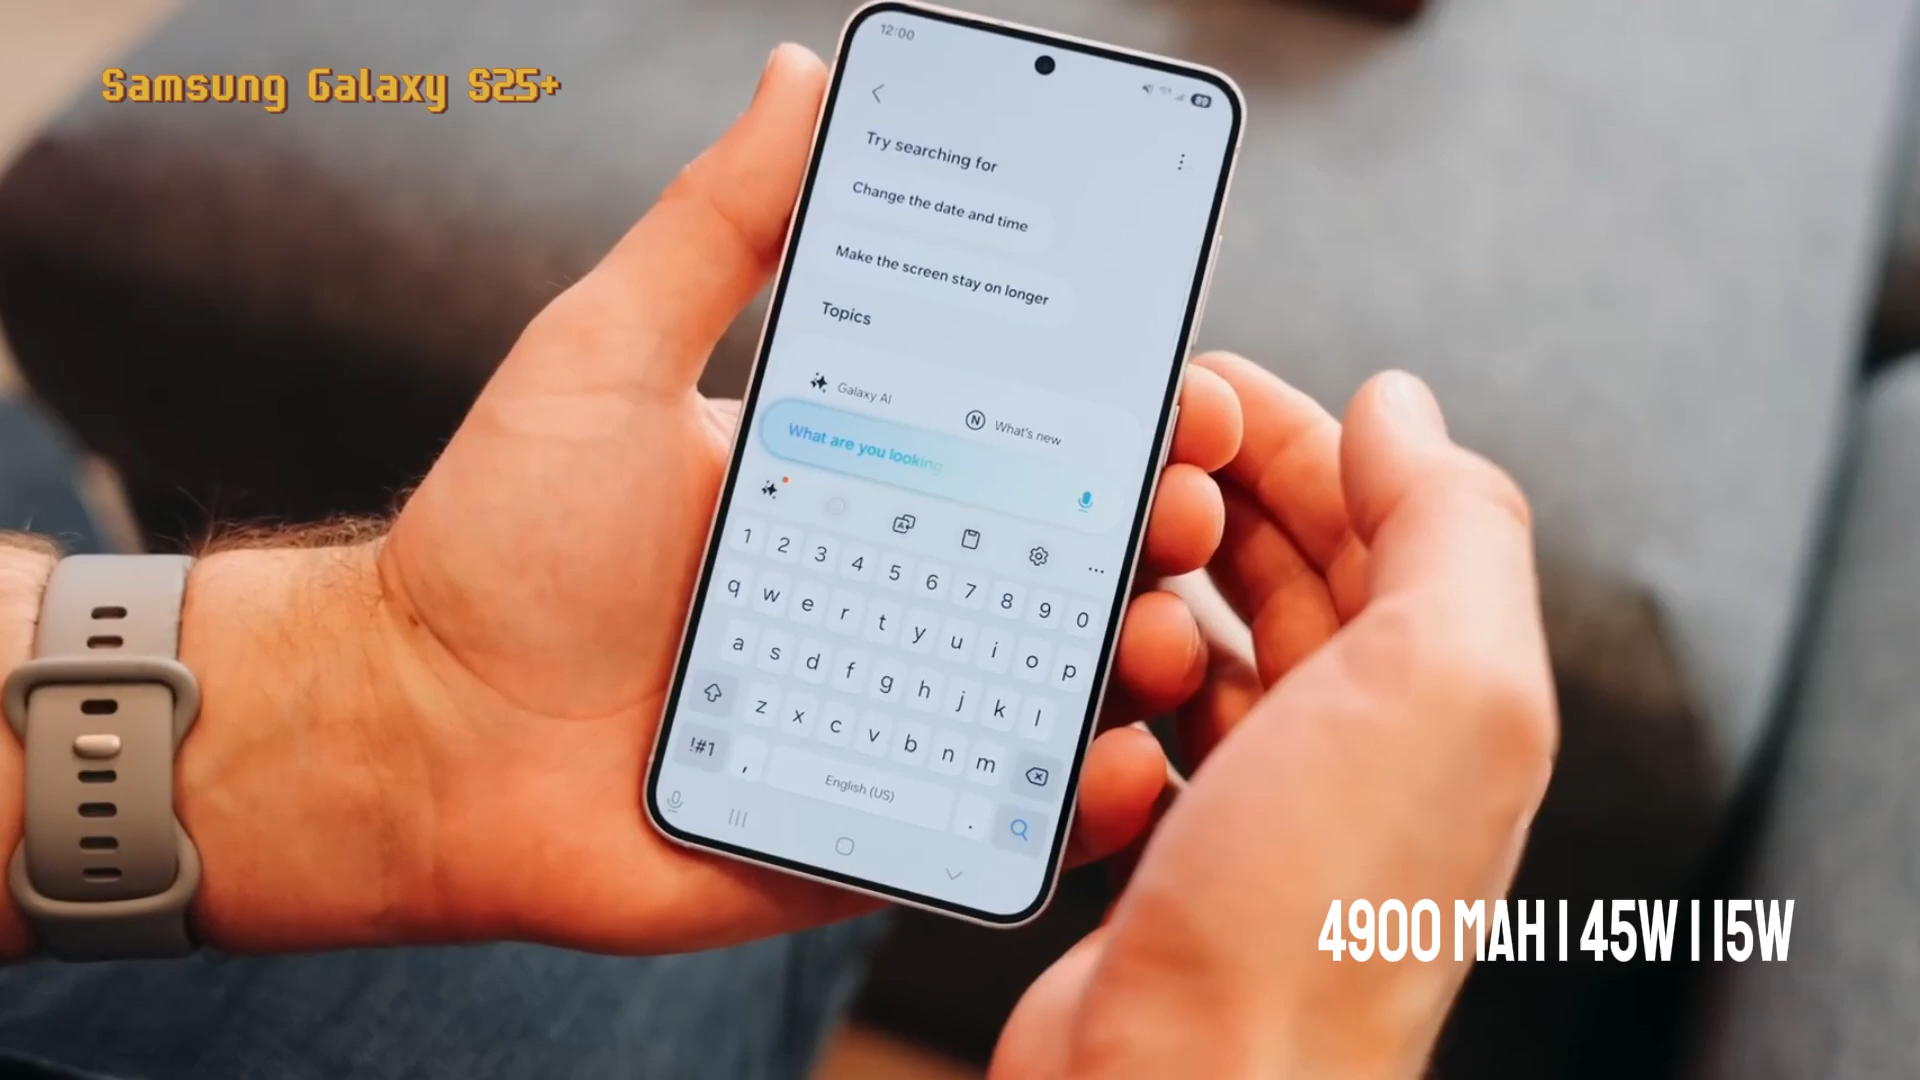 Samsung Galaxy S25+
12:00
89
Try searching for
Change the date and time
Make the screen stay on longer
Topics
Galaxy AI
N What's new
What are you looking
1 2 3 4 5 6 7 8 9 0
q w e r t y u i o p
a s d f g h j k l
z x c v b n m
!#1 , English (US) .
4900 MAH | 45W | 15W